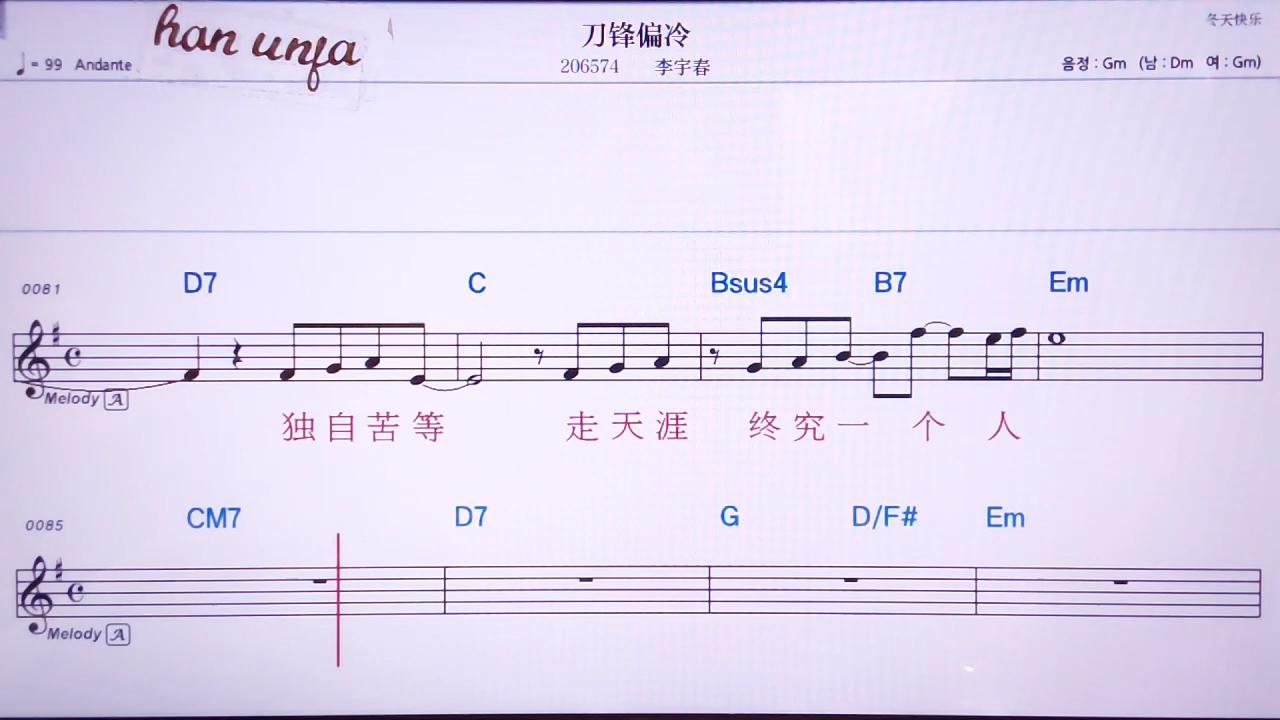 han unfa
刀锋偏冷
冬天快乐
♩= 99 Andante
206574 李宇春
음정 : Gm (남 : Dm 여 : Gm)
0081 D7 C Bsus4 B7 Em
Melody A
独自苦等 走天涯 终究一 个 人
0085 CM7 D7 G D/F# Em
Melody A